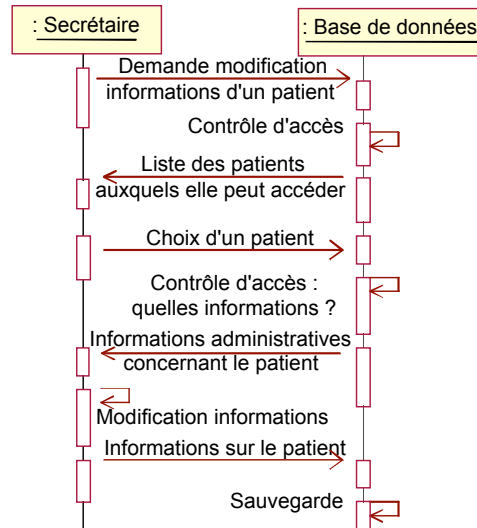 : Secrétaire
: Base de données
Demande modification
informations d'un patient
Contrôle d'accès
Liste des patients
auxquels elle peut accéder
Choix d'un patient
Contrôle d'accès :
quelles informations ?
Informations administratives
concernant le patient
Modification informations
Informations sur le patient
Sauvegarde